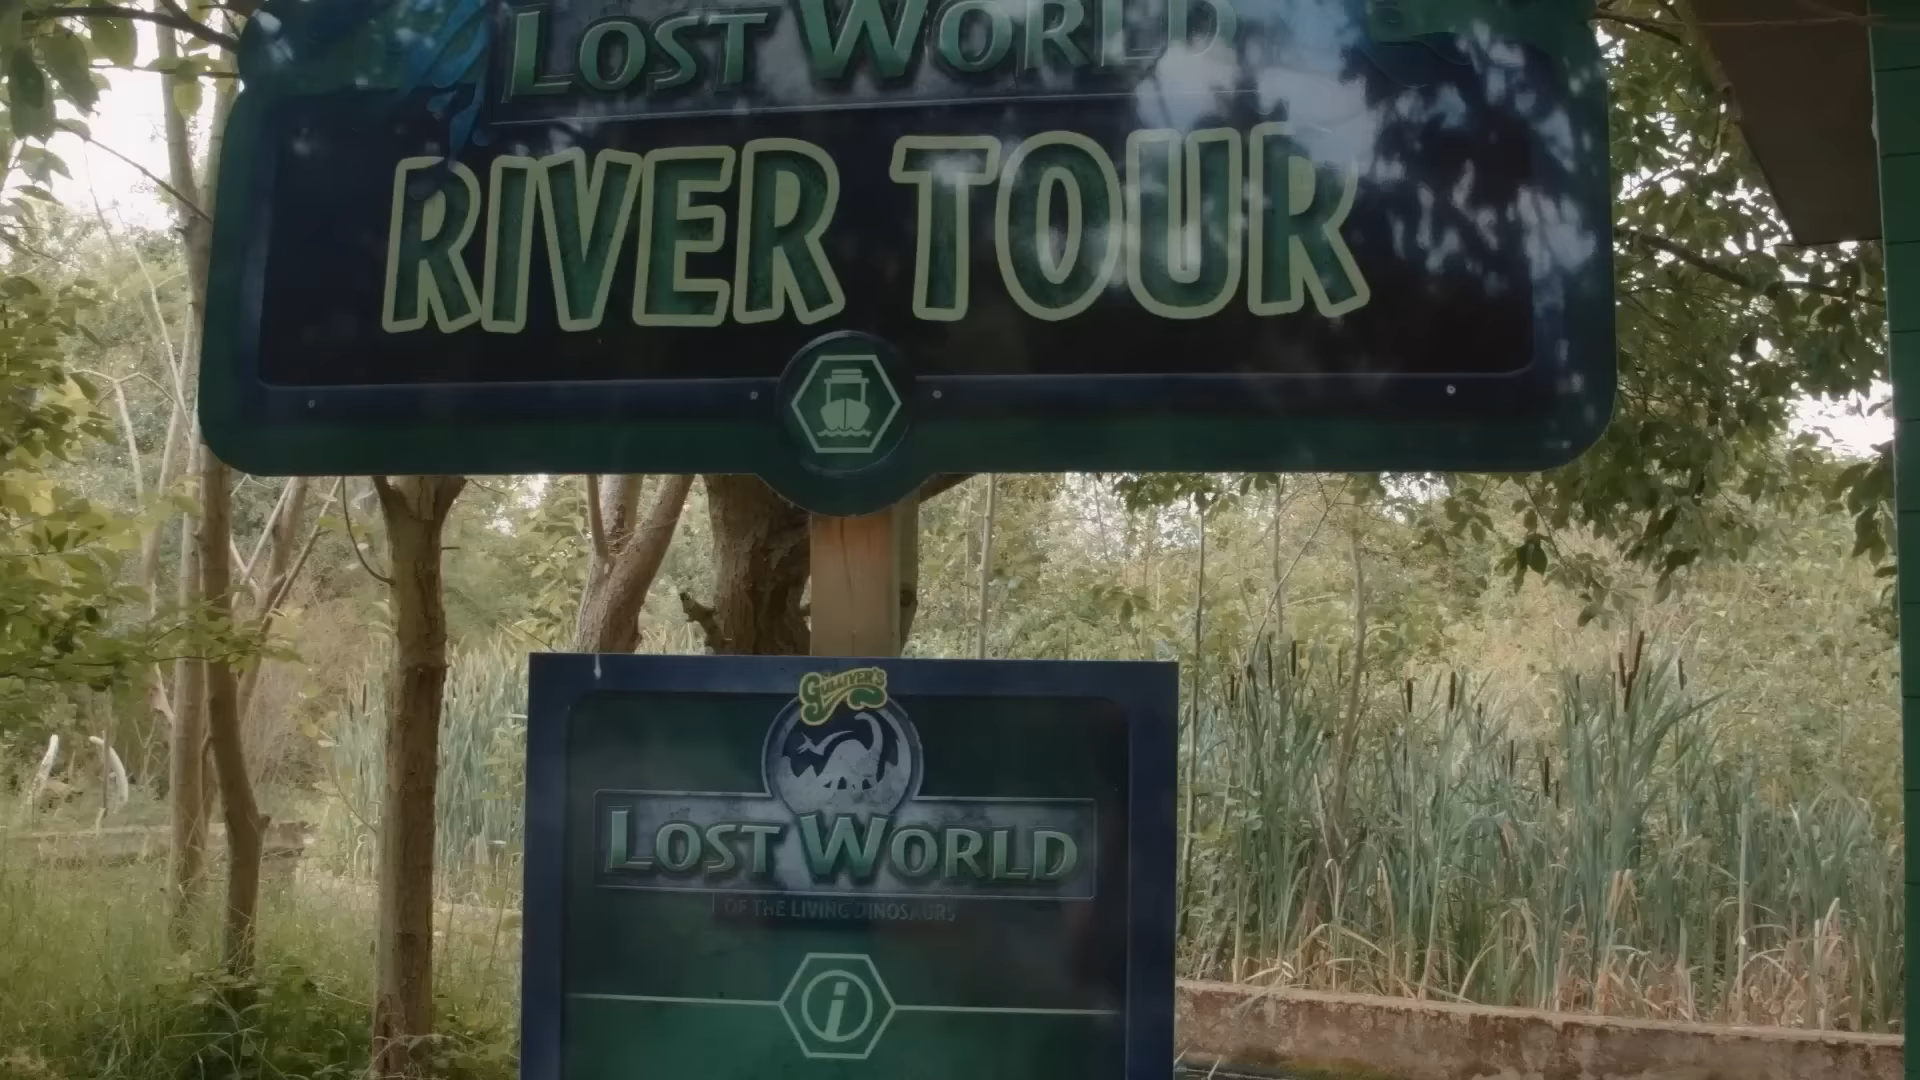 LOST WORLD
RIVER TOUR
GULLIVER'S
LOST WORLD
OF THE LIVING DINOSAURS
i